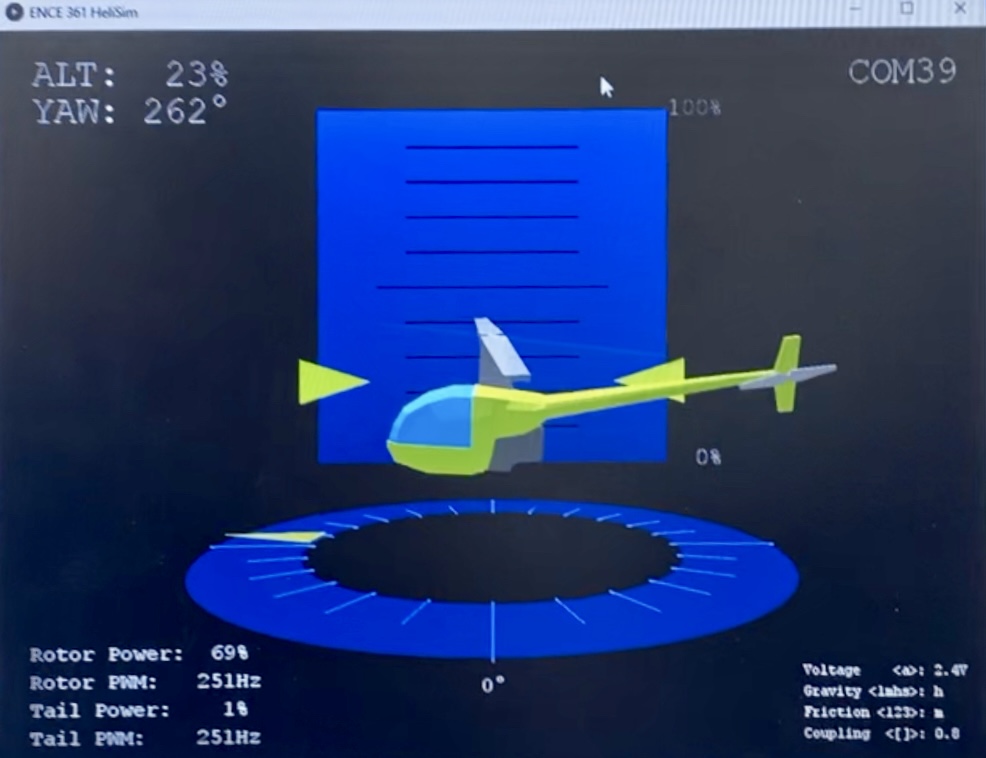 ENCE 361 HeliSim
ALT: 23%
YAW: 262°
COM39
100%
0%
0°
Rotor Power: 69%
Rotor PWM: 251Hz
Tail Power: 1%
Tail PWM: 251Hz
Voltage <a>: 2.4V
Gravity <lmhs>: h
Friction <123>: m
Coupling <[]>: 0.8